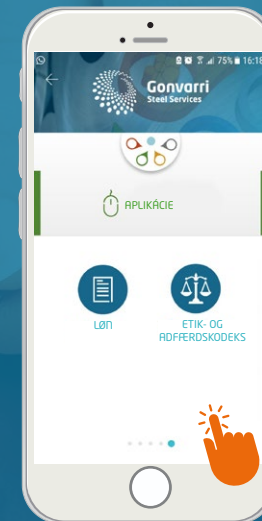 75% 16:18
Gonvarri
Steel Services
APLIKÁCIE
LØN
ETIK- OG
ADFÆRDSKODEKS